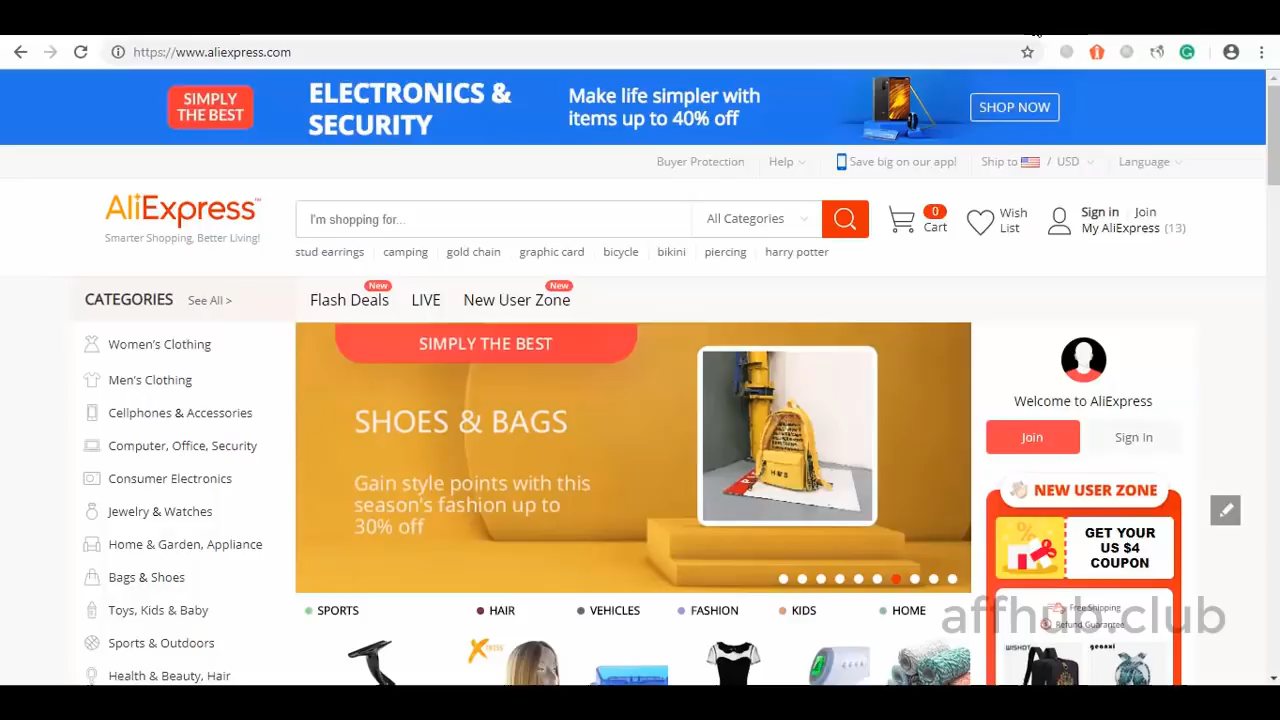 https://www.aliexpress.com
SIMPLY
THE BEST
ELECTRONICS &
SECURITY
Make life simpler with
items up to 40% off
SHOP NOW
Buyer Protection
Help
Save big on our app!
Ship to / USD
Language
AliExpress™
Smarter Shopping, Better Living!
I'm shopping for...
All Categories
0
Cart
Wish
List
Sign in Join
My AliExpress (13)
stud earrings
camping
gold chain
graphic card
bicycle
bikini
piercing
harry potter
CATEGORIES See All >
Flash Deals
New
LIVE
New User Zone
New
Women's Clothing
Men's Clothing
Cellphones & Accessories
Computer, Office, Security
Consumer Electronics
Jewelry & Watches
Home & Garden, Appliance
Bags & Shoes
Toys, Kids & Baby
Sports & Outdoors
Health & Beauty, Hair
SIMPLY THE BEST
SHOES & BAGS
Gain style points with this
season's fashion up to
30% off
Welcome to AliExpress
Join
Sign In
NEW USER ZONE
GET YOUR
US $4
COUPON
Free Shipping
Refund Guarantee
WISHOT
SPORTS
HAIR
VEHICLES
FASHION
KIDS
HOME
affhub.club